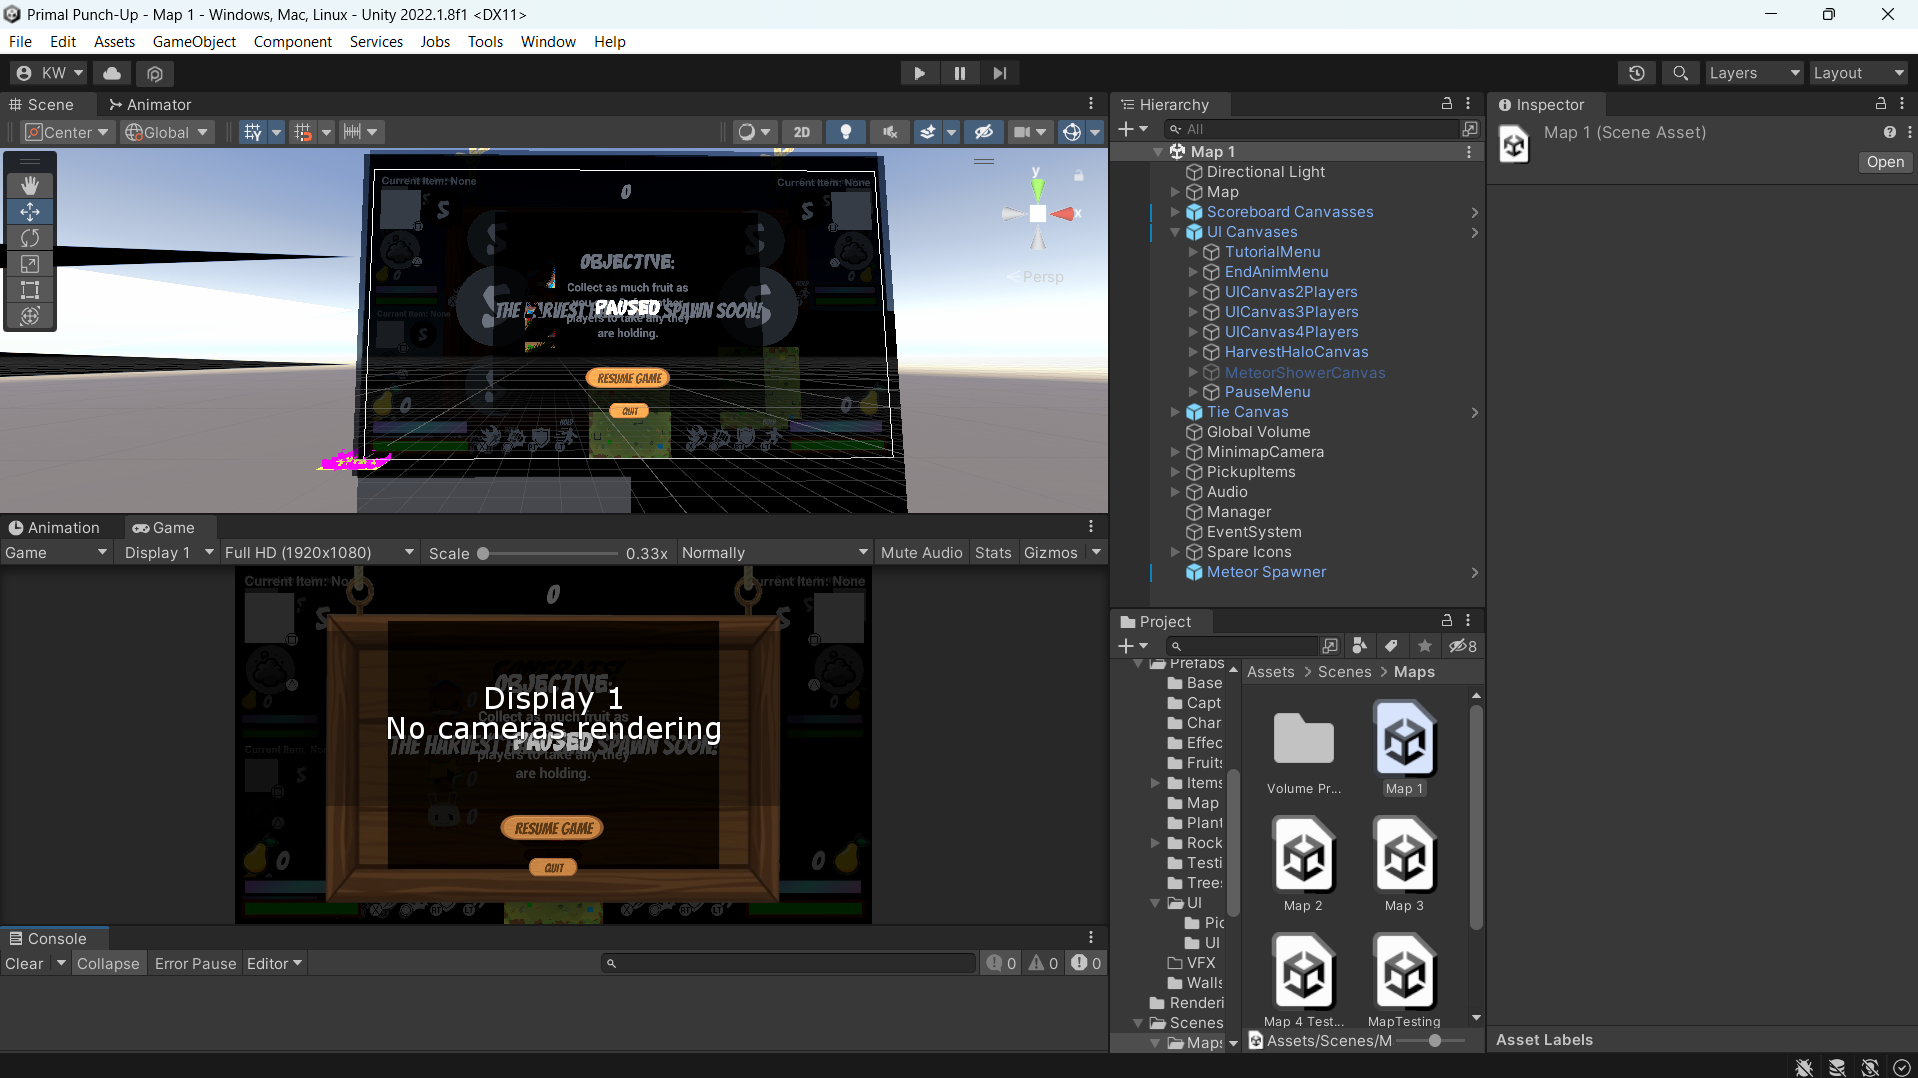 Primal Punch-Up - Map 1 - Windows, Mac, Linux - Unity 2022.1.8f1 <DX11>
File Edit Assets GameObject Component Services Jobs Tools Window Help
KW
Layers
Layout
Scene
Animator
Center
Global
2D
Current Item: None
Current Item: None
0
S
S
OBJECTIVE:
Collect as much fruit as
THE HARVEST
PAUSED
SPAWN SOON!
players to take any they
are holding.
RESUME GAME
QUIT
y
x
Persp
Animation
Game
Game
Display 1
Full HD (1920x1080)
Scale
0.33x
Normally
Mute Audio
Stats
Gizmos
Current Item: None
Current Item: None
0
CONGRATS!
OBJECTIVE:
Collect as much fruit as
Display 1
No cameras rendering
THE HARVEST
PAUSED
SPAWN SOON!
players to take any they
are holding.
RESUME GAME
QUIT
0
0
Console
Clear
Collapse
Error Pause
Editor
0
0
0
Hierarchy
All
Map 1
Directional Light
Map
Scoreboard Canvasses
UI Canvases
TutorialMenu
EndAnimMenu
UICanvas2Players
UICanvas3Players
UICanvas4Players
HarvestHaloCanvas
MeteorShowerCanvas
PauseMenu
Tie Canvas
Global Volume
MinimapCamera
PickupItems
Audio
Manager
EventSystem
Spare Icons
Meteor Spawner
Project
8
Prefabs
Base
Capt
Char
Effec
Fruits
Items
Map
Plant
Rock
Testi
Trees
UI
Pic
UI
VFX
Walls
Renderi
Scenes
Maps
Assets > Scenes > Maps
Volume Pr...
Map 1
Map 2
Map 3
Map 4 Test...
MapTesting
Assets/Scenes/M
Inspector
Map 1 (Scene Asset)
Open
Asset Labels